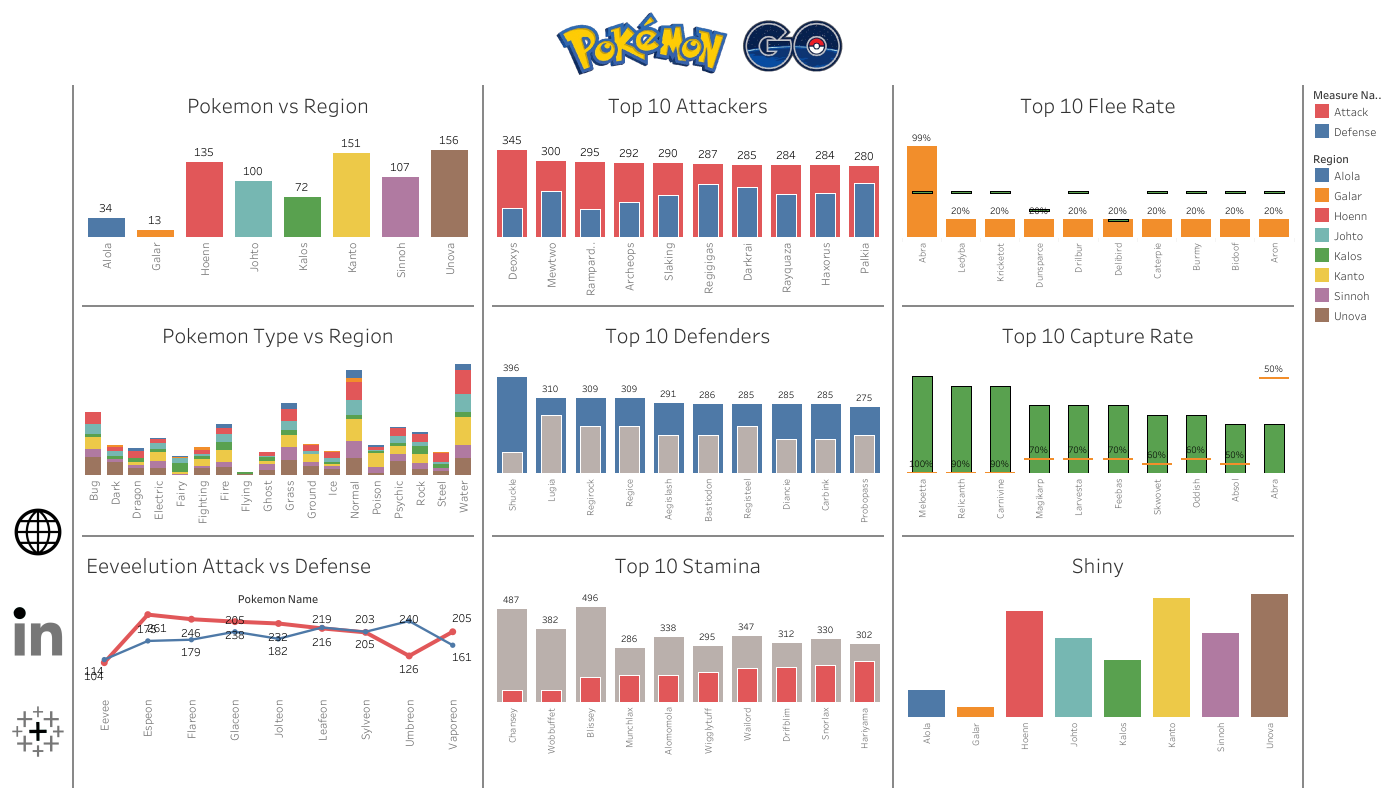 POKéMON GO
Pokemon vs Region
34
13
135
100
72
151
107
156
Alola
Galar
Hoenn
Johto
Kalos
Kanto
Sinnoh
Unova
Top 10 Attackers
345
300
295
292
290
287
285
284
284
280
Deoxys
Mewtwo
Rampard..
Archeops
Slaking
Regigigas
Darkrai
Rayquaza
Haxorus
Palkia
Top 10 Flee Rate
99%
20%
20%
20%
20%
20%
20%
20%
20%
20%
Abra
Ledyba
Kricketot
Dunsparce
Drilbur
Delibird
Caterpie
Burmy
Bidoof
Aron
Measure Na..
Attack
Defense
Region
Alola
Galar
Hoenn
Johto
Kalos
Kanto
Sinnoh
Unova
Pokemon Type vs Region
Bug
Dark
Dragon
Electric
Fairy
Fighting
Fire
Flying
Ghost
Grass
Ground
Ice
Normal
Poison
Psychic
Rock
Steel
Water
Top 10 Defenders
396
310
309
309
291
286
285
285
285
275
Shuckle
Lugia
Regirock
Regice
Aegislash
Bastiodon
Registeel
Diancie
Carbink
Probopass
Top 10 Capture Rate
100%
90%
90%
70%
70%
70%
60%
60%
60%
50%
Meloetta
Relicanth
Carnivine
Magikarp
Larvesta
Feebas
Skwovet
Oddish
Absol
Abra
Eeveelution Attack vs Defense
Pokemon Name
114
104
175
261
246
179
205
238
232
182
219
216
203
205
240
126
205
161
Eevee
Espeon
Flareon
Glaceon
Jolteon
Leafeon
Sylveon
Umbreon
Vaporeon
Top 10 Stamina
487
382
496
286
338
295
347
312
330
302
Chansey
Wobbuffet
Blissey
Munchlax
Alomomola
Wigglytuff
Wailord
Drifblim
Snorlax
Hariyama
Shiny
Alola
Galar
Hoenn
Johto
Kalos
Kanto
Sinnoh
Unova
in